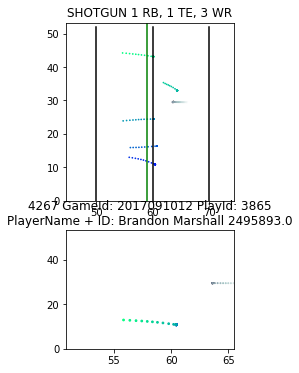 SHOTGUN 1 RB, 1 TE, 3 WR
50
40
30
20
10
0
50 60 70
4267 GameId: 2017091012 PlayId: 3865
PlayerName + ID: Brandon Marshall 2495893.0
40
20
0
55 60 65